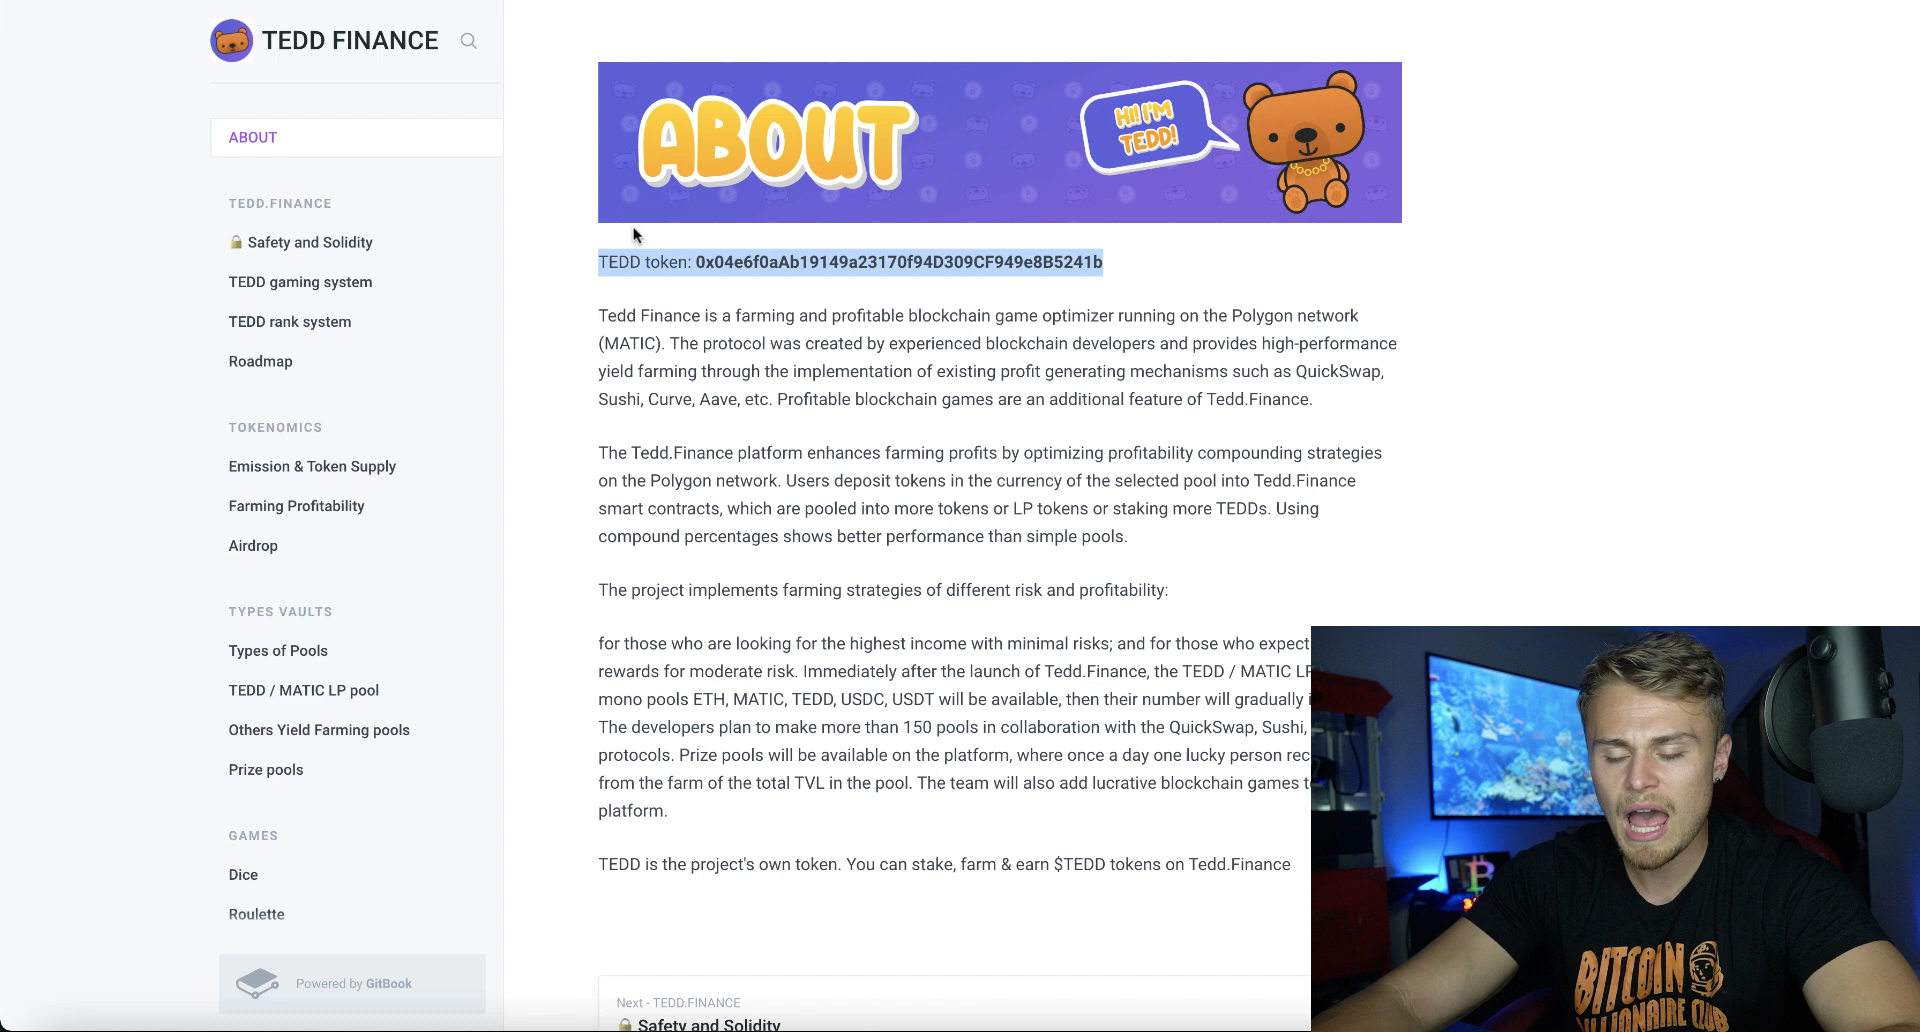 TEDD FINANCE
ABOUT
TEDD.FINANCE
🔒 Safety and Solidity
TEDD gaming system
TEDD rank system
Roadmap
TOKENOMICS
Emission & Token Supply
Farming Profitability
Airdrop
TYPES VAULTS
Types of Pools
TEDD / MATIC LP pool
Others Yield Farming pools
Prize pools
GAMES
Dice
Roulette
Powered by GitBook
ABOUT
HI! I'M
TEDD!
TEDD token: 0x04e6f0aAb19149a23170f94D309CF949e8B5241b
Tedd Finance is a farming and profitable blockchain game optimizer running on the Polygon network
(MATIC). The protocol was created by experienced blockchain developers and provides high-performance
yield farming through the implementation of existing profit generating mechanisms such as QuickSwap,
Sushi, Curve, Aave, etc. Profitable blockchain games are an additional feature of Tedd.Finance.
The Tedd.Finance platform enhances farming profits by optimizing profitability compounding strategies
on the Polygon network. Users deposit tokens in the currency of the selected pool into Tedd.Finance
smart contracts, which are pooled into more tokens or LP tokens or staking more TEDDs. Using
compound percentages shows better performance than simple pools.
The project implements farming strategies of different risk and profitability:
for those who are looking for the highest income with minimal risks; and for those who expect
rewards for moderate risk. Immediately after the launch of Tedd.Finance, the TEDD / MATIC LP
mono pools ETH, MATIC, TEDD, USDC, USDT will be available, then their number will gradually
The developers plan to make more than 150 pools in collaboration with the QuickSwap, Sushi,
protocols. Prize pools will be available on the platform, where once a day one lucky person rec
from the farm of the total TVL in the pool. The team will also add lucrative blockchain games t
platform.
TEDD is the project's own token. You can stake, farm & earn $TEDD tokens on Tedd.Finance
Next - TEDD.FINANCE
🔒 Safety and Solidity
BITCOIN
BILLIONAIRE CLUB